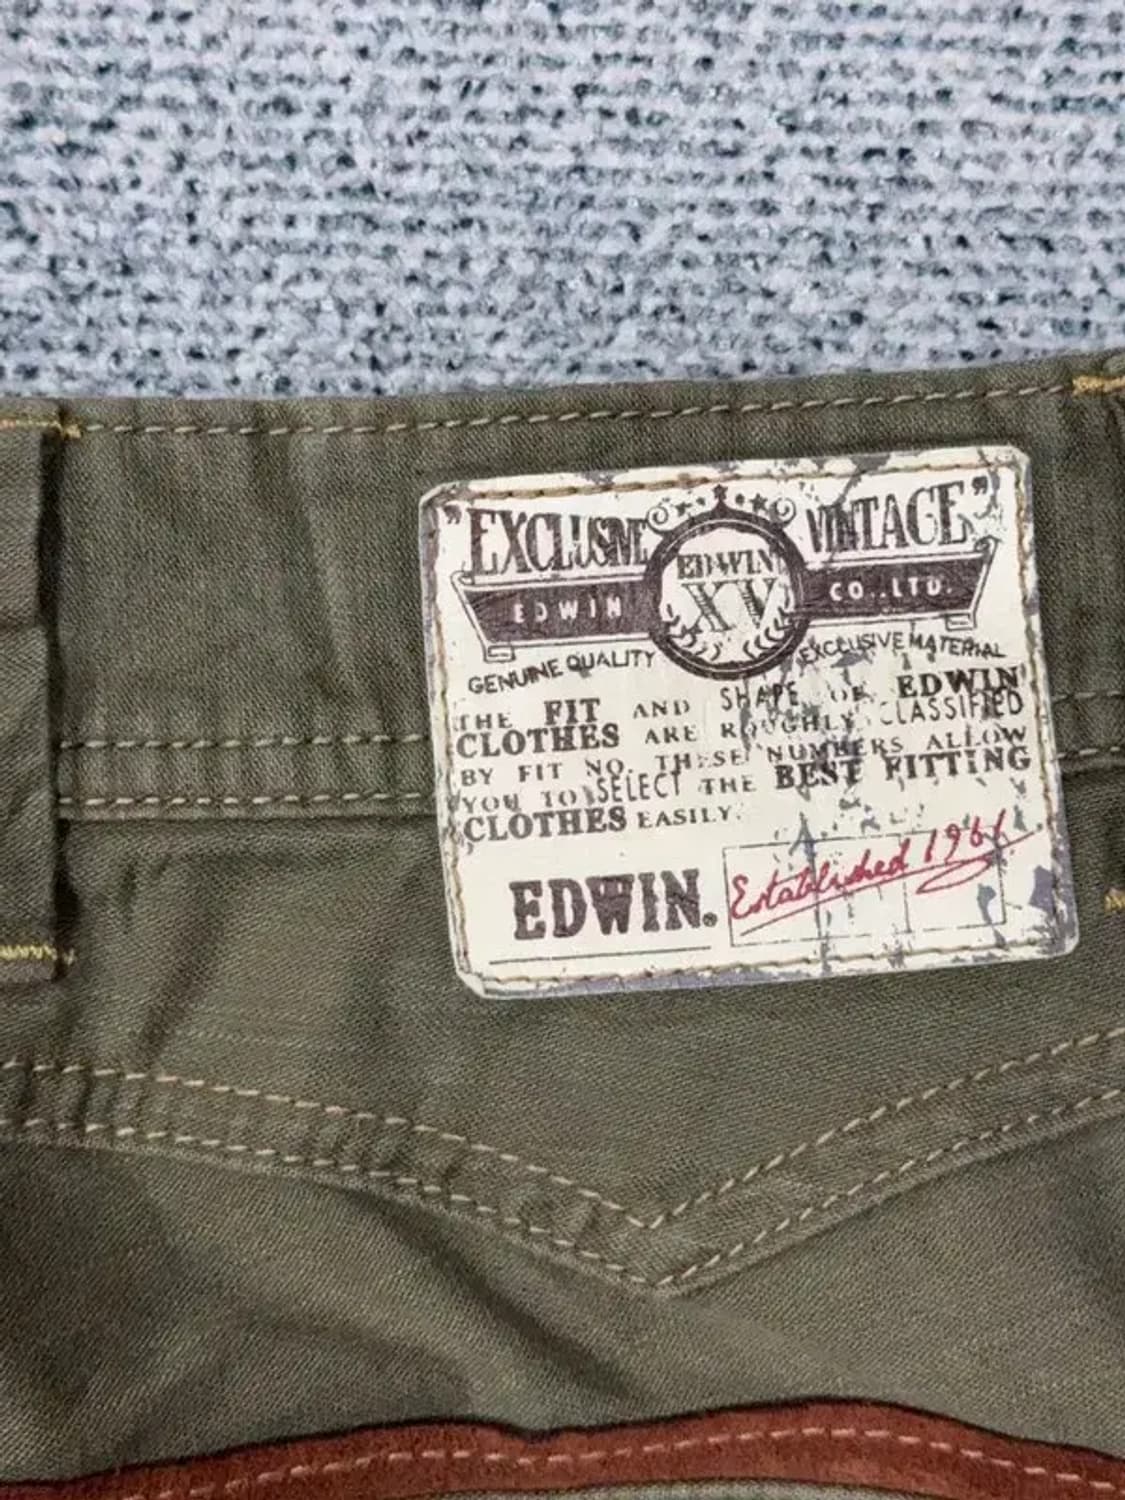 "EXCLUSIVE VINTAGE"
EDWIN XV
EDWIN CO.,LTD.
GENUINE QUALITY EXCLUSIVE MATERIAL
THE FIT AND SHAPE OF EDWIN
CLOTHES ARE ROUGHLY CLASSIFIED
BY FIT NO. THESE NUMBERS ALLOW
YOU TO SELECT THE BEST FITTING
CLOTHES EASILY.
EDWIN.
Established 1961